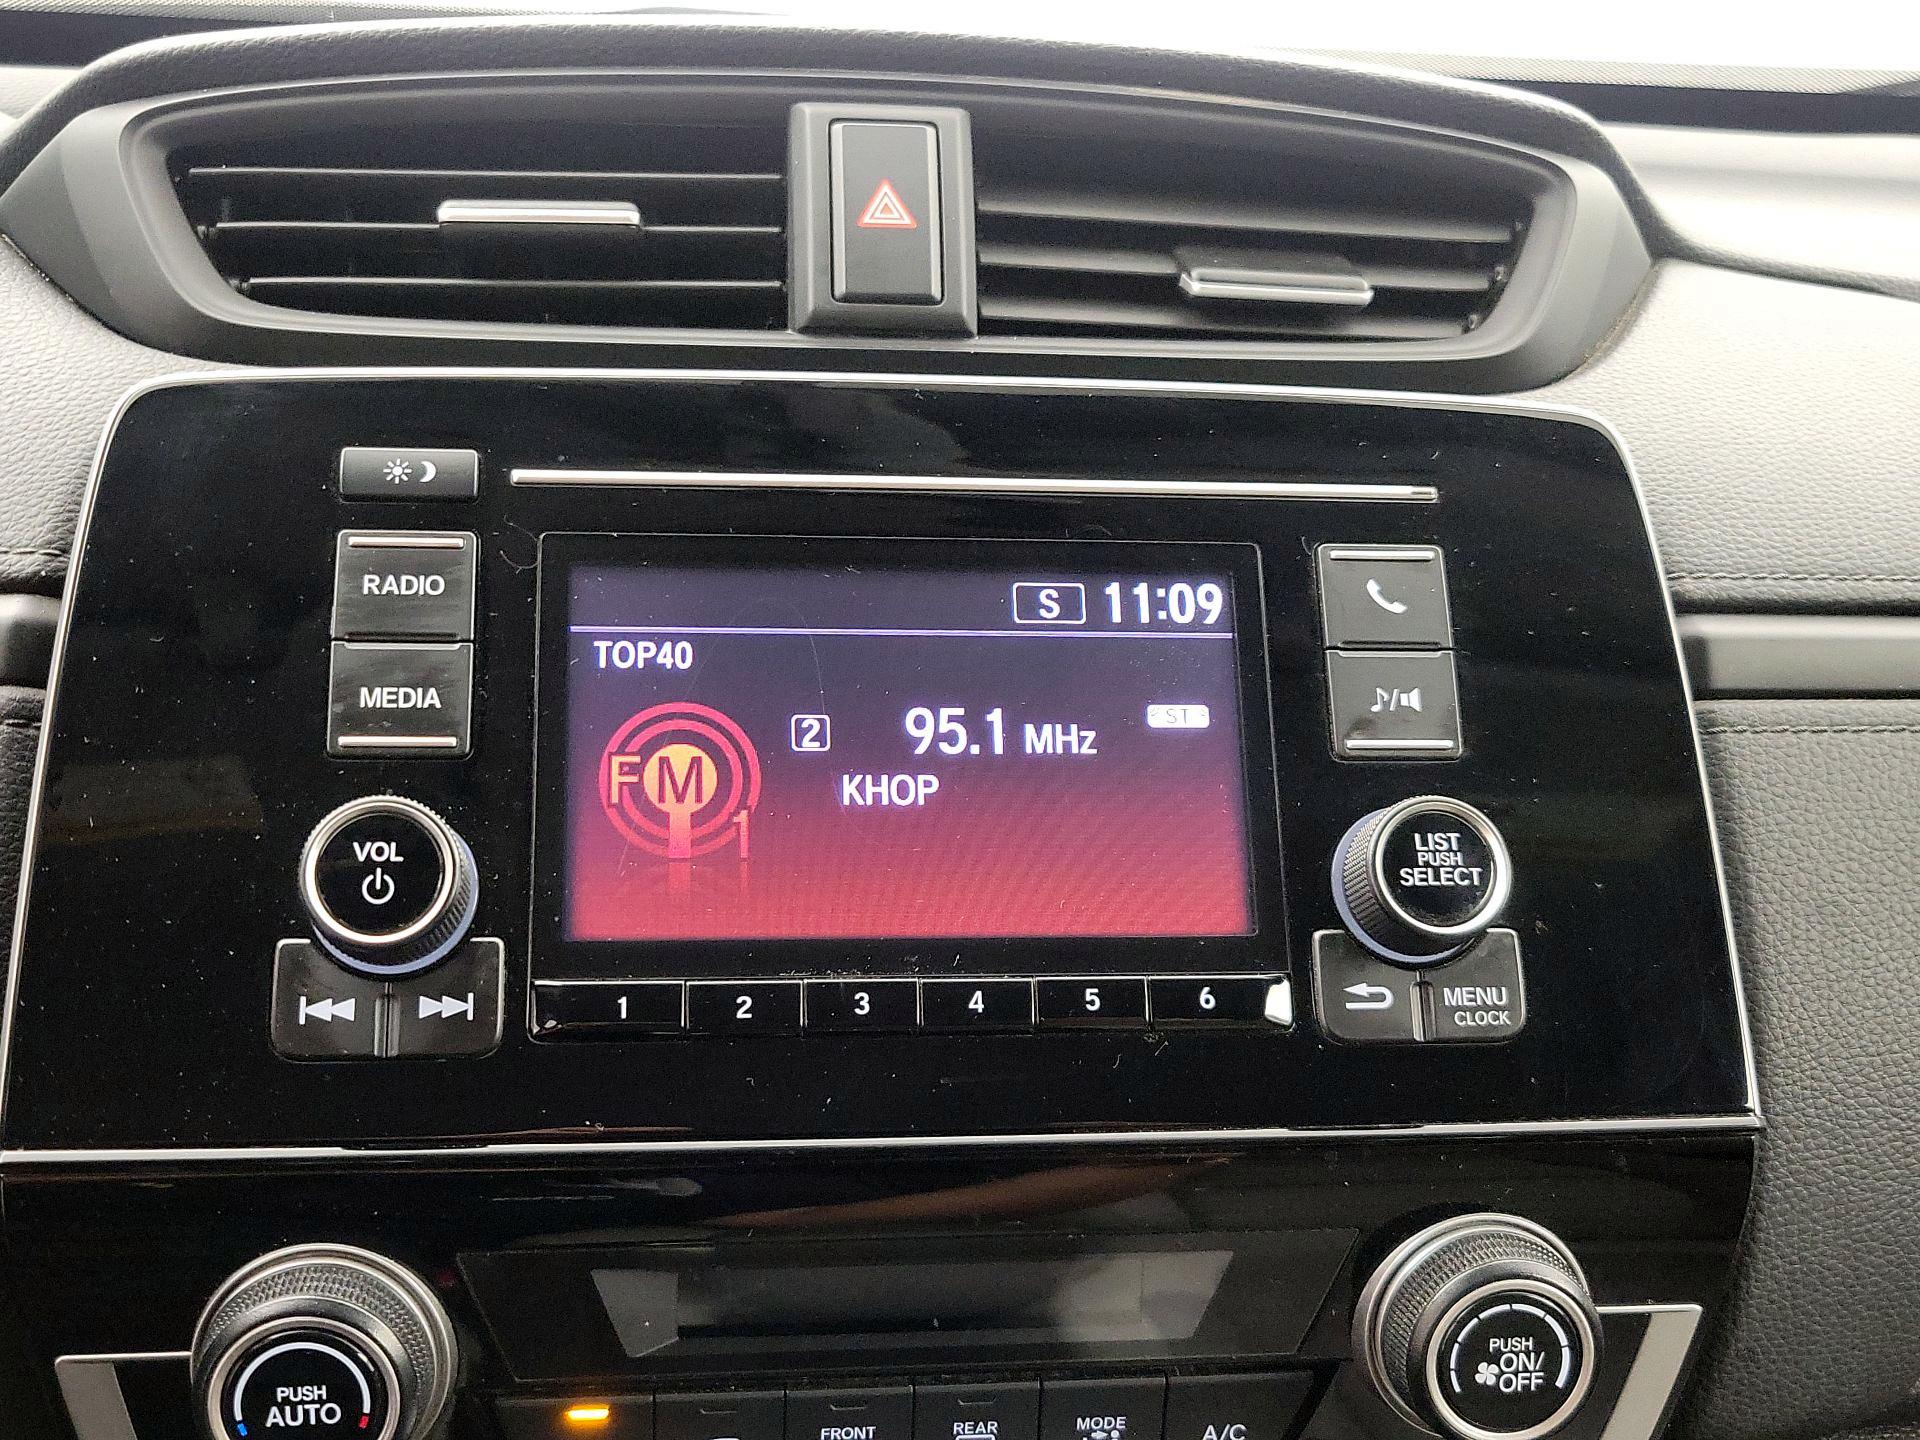 S 11:09
TOP40
FM 1
2 95.1 MHz ST
KHOP
RADIO
MEDIA
VOL
LIST
PUSH
SELECT
MENU
CLOCK
1 2 3 4 5 6
PUSH
AUTO
PUSH
ON/
OFF
FRONT
REAR
MODE
A/C